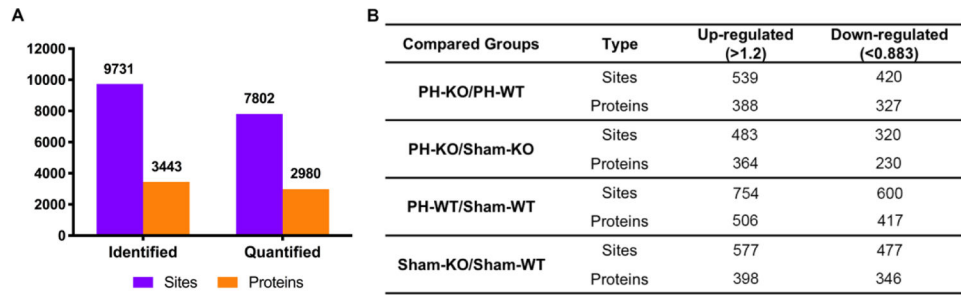 A
12000
10000
8000
6000
4000
2000
0
9731
3443
7802
2980
Identified Quantified
Sites Proteins
B
Compared Groups Type Up-regulated (>1.2) Down-regulated (<0.883)
PH-KO/PH-WT Sites 539 420
Proteins 388 327
PH-KO/Sham-KO Sites 483 320
Proteins 364 230
PH-WT/Sham-WT Sites 754 600
Proteins 506 417
Sham-KO/Sham-WT Sites 577 477
Proteins 398 346